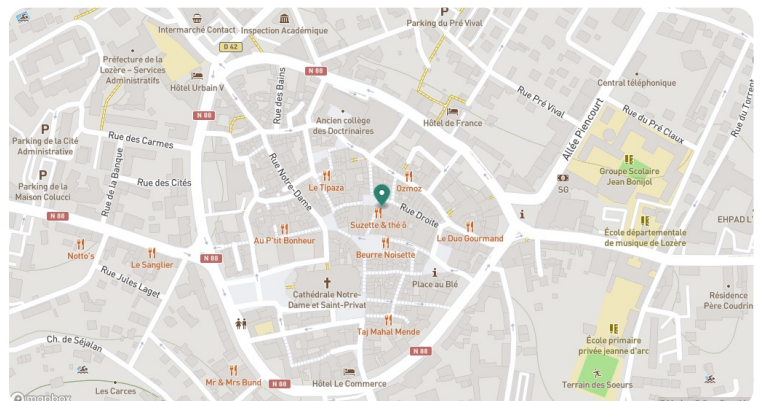 P
Parking du Pré Vival
Intermarché Contact
Inspection Académique
D 42
Préfecture de la
Lozère – Services
Administratifs
N 88
Hôtel Urbain V
Rue des Bains
Central téléphonique
Rue Pré Vival
Allée Piencourt
Rue du Torrent
Rue du Pré Claux
N 88
Ancien collège
des Doctrinaires
Hôtel de France
P
Parking de la Cité
Administrative
Rue des Carmes
Rue de la Banque
Groupe Scolaire
Jean Bonijol
SG
P
Parking de la
Maison Colucci
Rue des Cités
Rue Notre-Dame
Le Tipaza
Ozmoz
Rue Droite
Suzette & thé ô
N 88
Au P'tit Bonheur
Le Duo Gourmand
École départementale
de musique de Lozère
EHPAD L'
Notto's
Le Sanglier
N 88
Beurre Noisette
Rue Jules Laget
Place au Blé
Cathédrale Notre-
Dame et Saint-Privat
Résidence
Père Coudrin
Taj Mahal Mende
Ch. de Séjalan
N 88
École primaire
privée jeanne d'arc
Mr & Mrs Bund
N 88
Hôtel Le Commerce
Terrain des Soeurs
Les Carces
mapbox